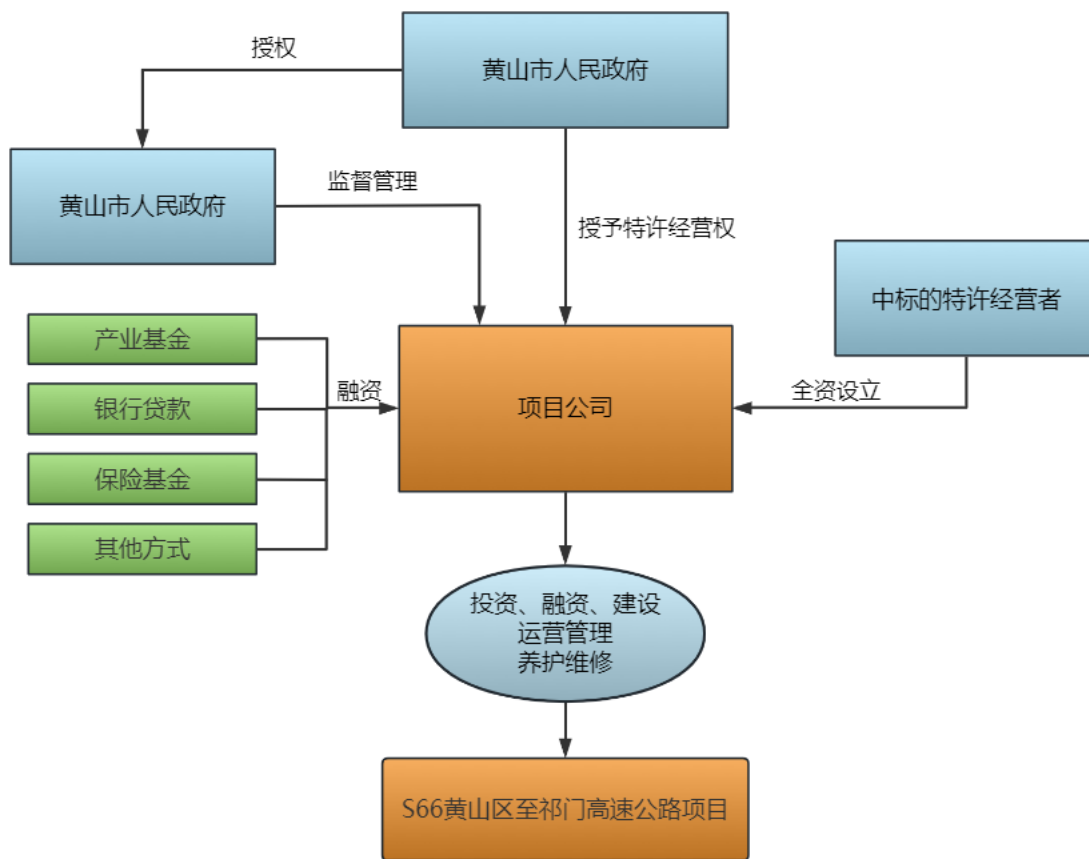 授权
黄山市人民政府
黄山市人民政府
监督管理
授予特许经营权
中标的特许经营者
产业基金
银行贷款
保险基金
其他方式
融资
项目公司
全资设立
投资、融资、建设
运营管理
养护维修
S66黄山区至祁门高速公路项目